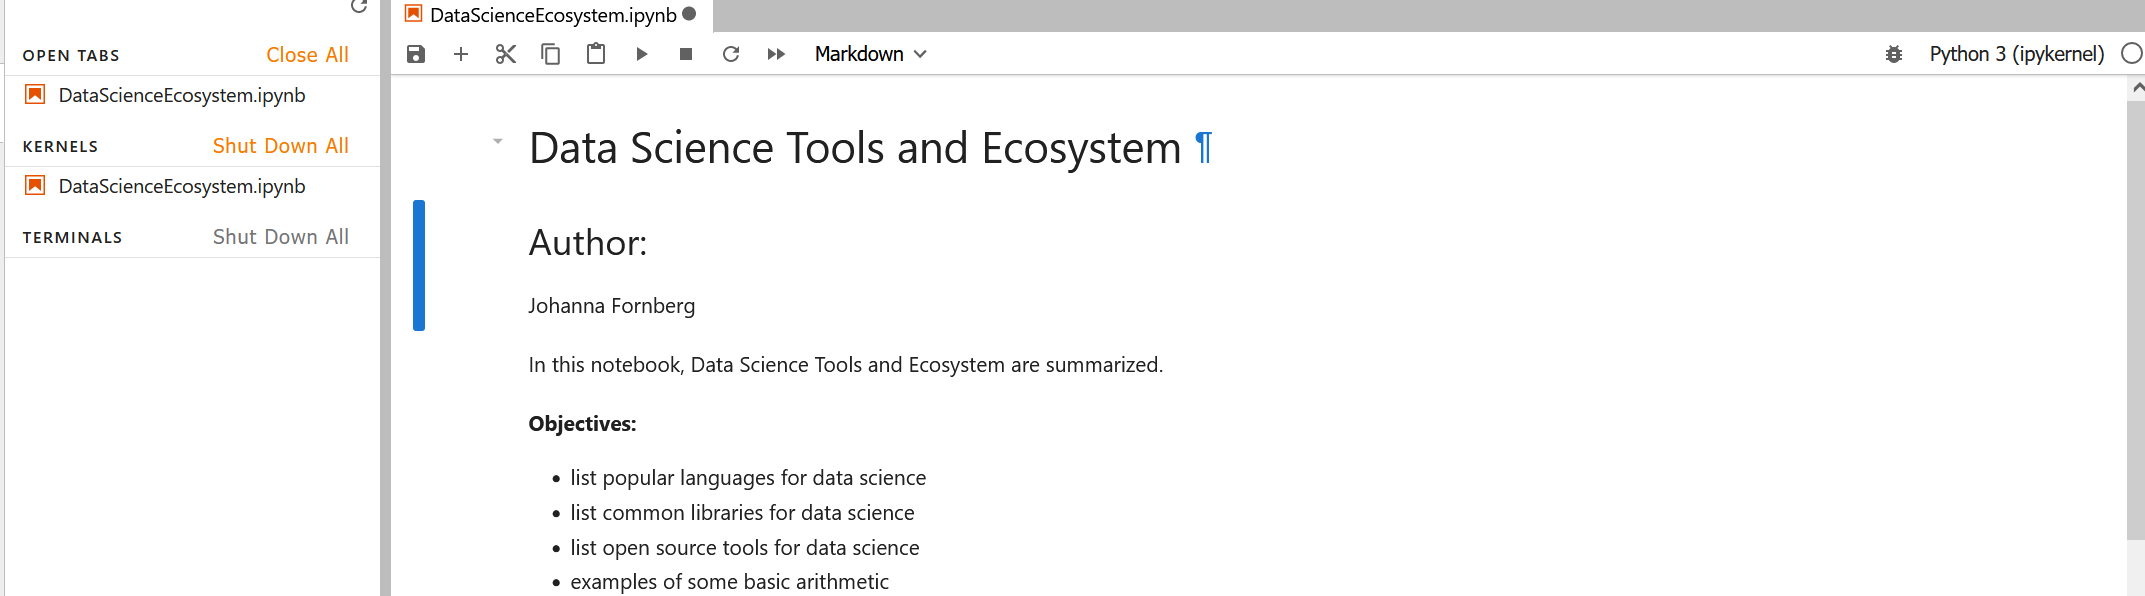 DataScienceEcosystem.ipynb
OPEN TABS Close All
DataScienceEcosystem.ipynb
KERNELS Shut Down All
DataScienceEcosystem.ipynb
TERMINALS Shut Down All
Markdown
Python 3 (ipykernel)
Data Science Tools and Ecosystem ¶
Author:
Johanna Fornberg
In this notebook, Data Science Tools and Ecosystem are summarized.
Objectives:
• list popular languages for data science
• list common libraries for data science
• list open source tools for data science
• examples of some basic arithmetic